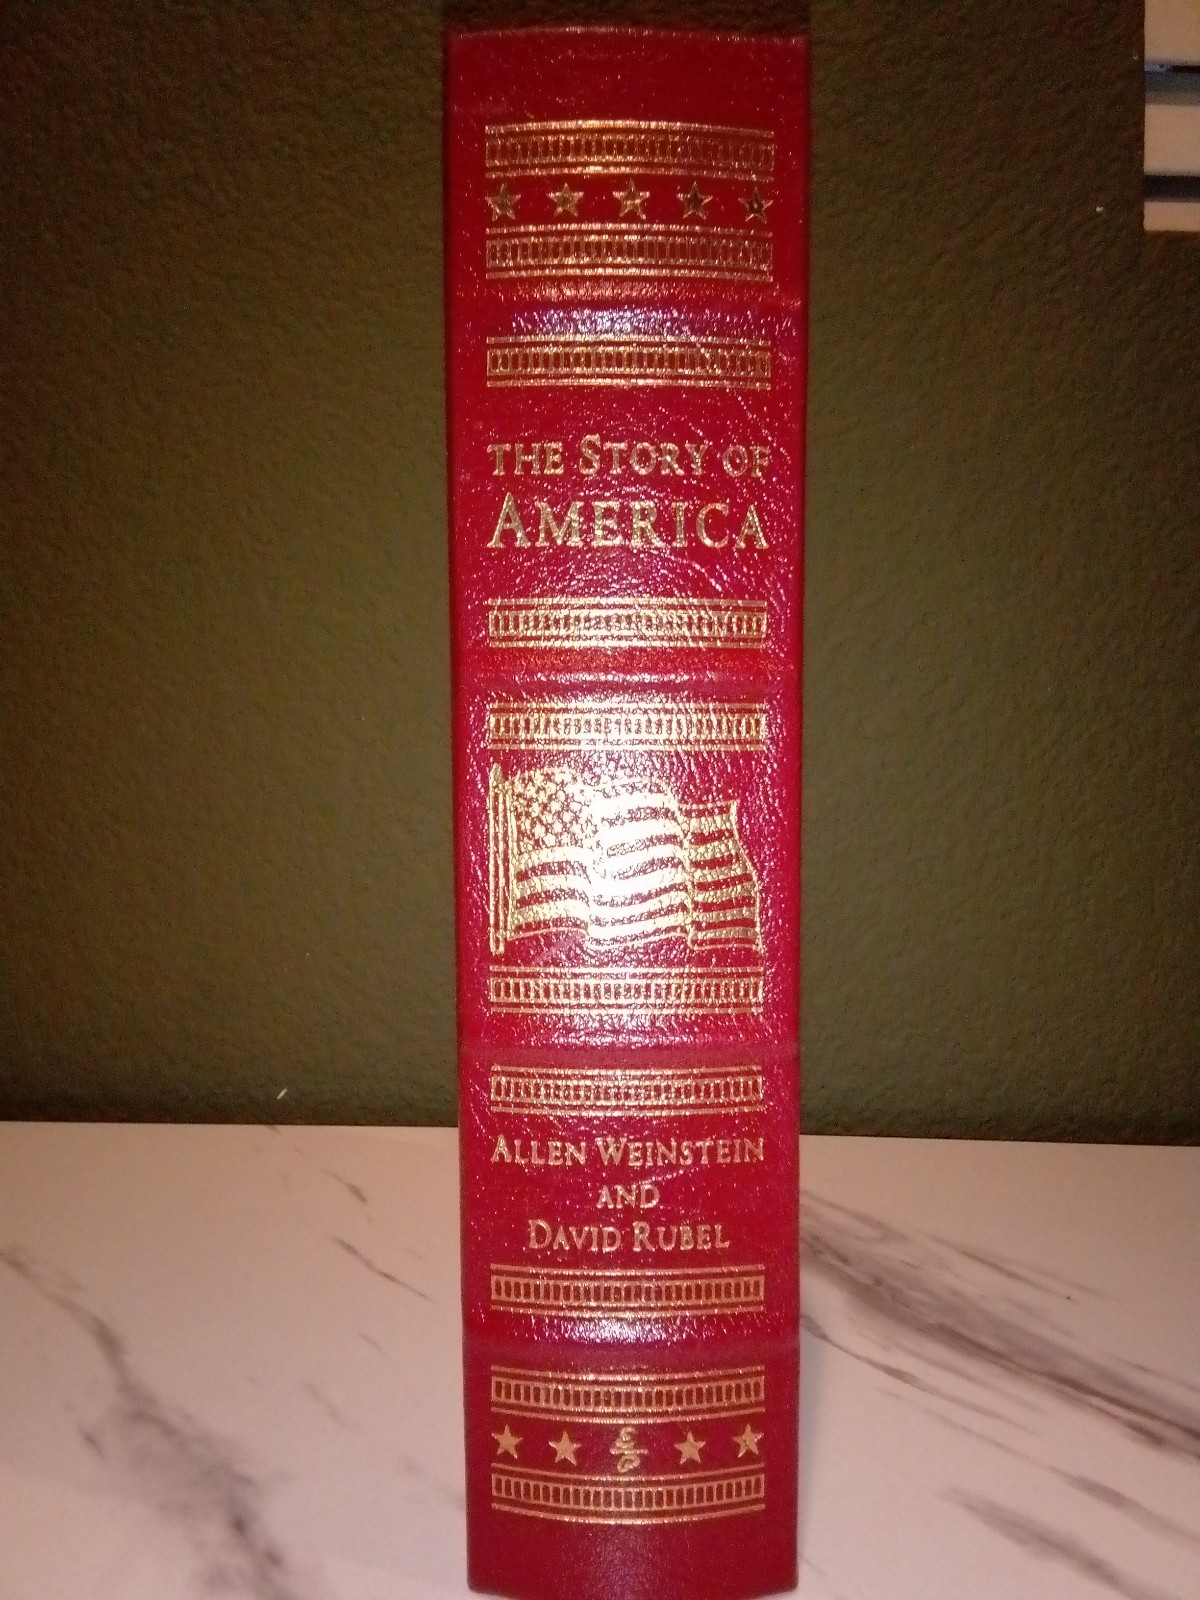 THE STORY OF
AMERICA
ALLEN WEINSTEIN
AND
DAVID RUBEL